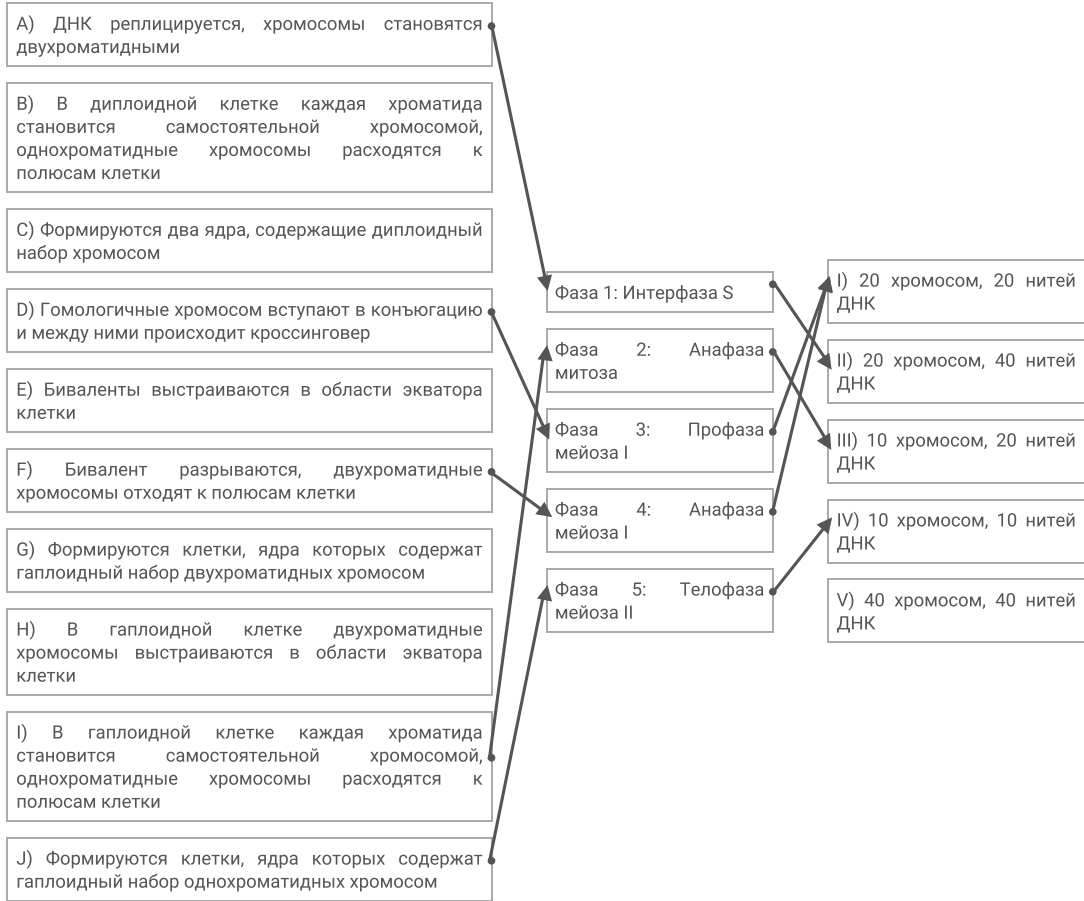 A) ДНК реплицируется, хромосомы становятся
двухроматидными
B) В диплоидной клетке каждая хроматида
становится самостоятельной хромосомой,
однохроматидные хромосомы расходятся к
полюсам клетки
C) Формируются два ядра, содержащие диплоидный
набор хромосом
D) Гомологичные хромосом вступают в конъюгацию
и между ними происходит кроссинговер
E) Биваленты выстраиваются в области экватора
клетки
F) Бивалент разрываются, двухроматидные
хромосомы отходят к полюсам клетки
G) Формируются клетки, ядра которых содержат
гаплоидный набор двухроматидных хромосом
H) В гаплоидной клетке двухроматидные
хромосомы выстраиваются в области экватора
клетки
I) В гаплоидной клетке каждая хроматида
становится самостоятельной хромосомой,
однохроматидные хромосомы расходятся к
полюсам клетки
J) Формируются клетки, ядра которых содержат
гаплоидный набор однохроматидных хромосом
Фаза 1: Интерфаза S
Фаза 2: Анафаза
митоза
Фаза 3: Профаза
мейоза I
Фаза 4: Анафаза
мейоза I
Фаза 5: Телофаза
мейоза II
I) 20 хромосом, 20 нитей
ДНК
II) 20 хромосом, 40 нитей
ДНК
III) 10 хромосом, 20 нитей
ДНК
IV) 10 хромосом, 10 нитей
ДНК
V) 40 хромосом, 40 нитей
ДНК